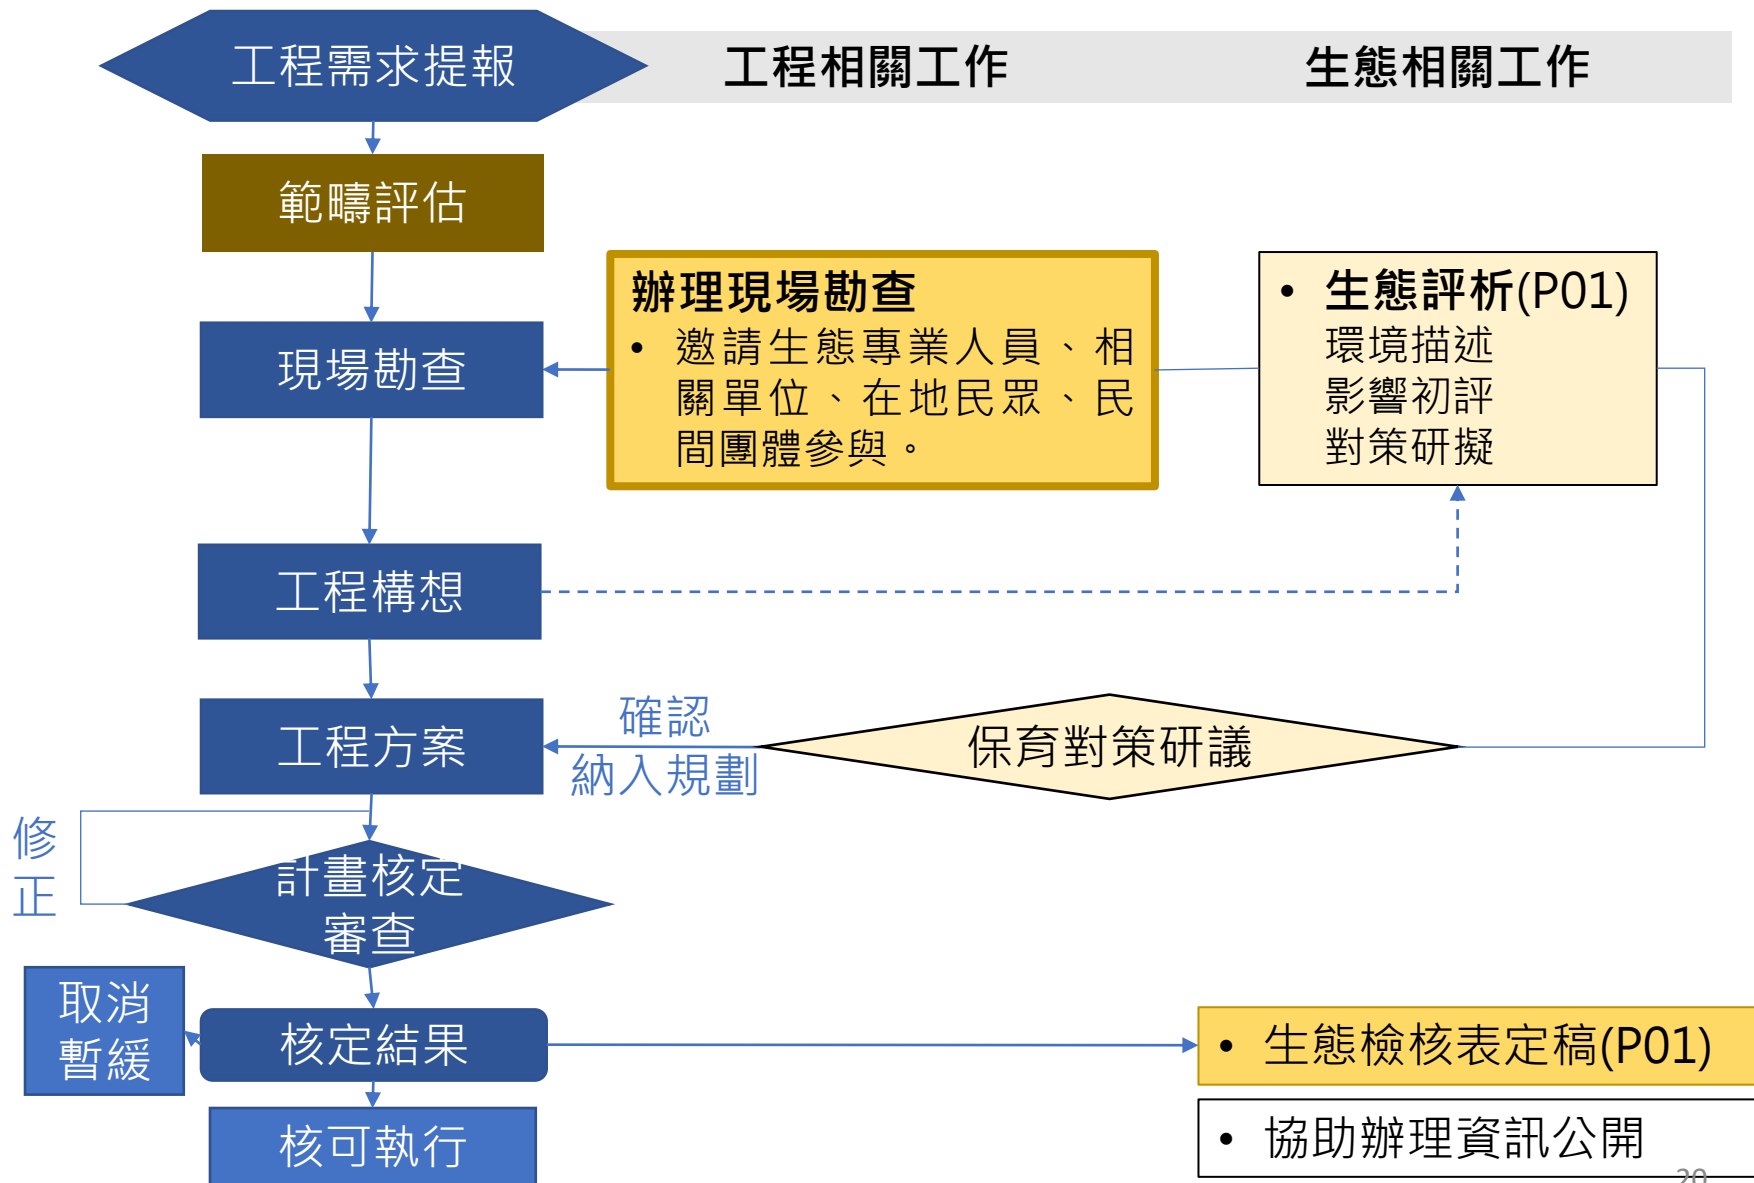 工程需求提報
工程相關工作
生態相關工作
範疇評估
辦理現場勘查
• 邀請生態專業人員、相
關單位、在地民眾、民
間團體參與。
• 生態評析(P01)
環境描述
影響初評
對策研擬
現場勘查
工程構想
工程方案
確認
納入規劃
保育對策研議
修
正
計畫核定
審查
取消
暫緩
核定結果
• 生態檢核表定稿(P01)
核可執行
• 協助辦理資訊公開
20